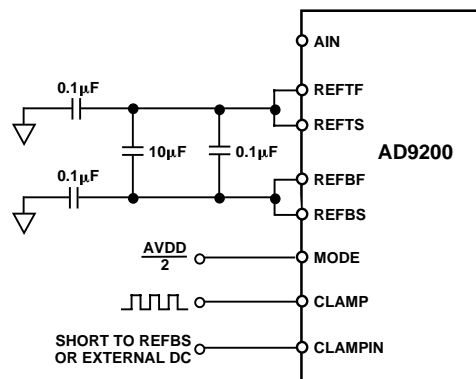 AIN
0.1μF
REFTF
REFTS
AD9200
10μF
0.1μF
0.1μF
REFBF
REFBS
AVDD
2
MODE
CLAMP
SHORT TO REFBS
OR EXTERNAL DC
CLAMPIN